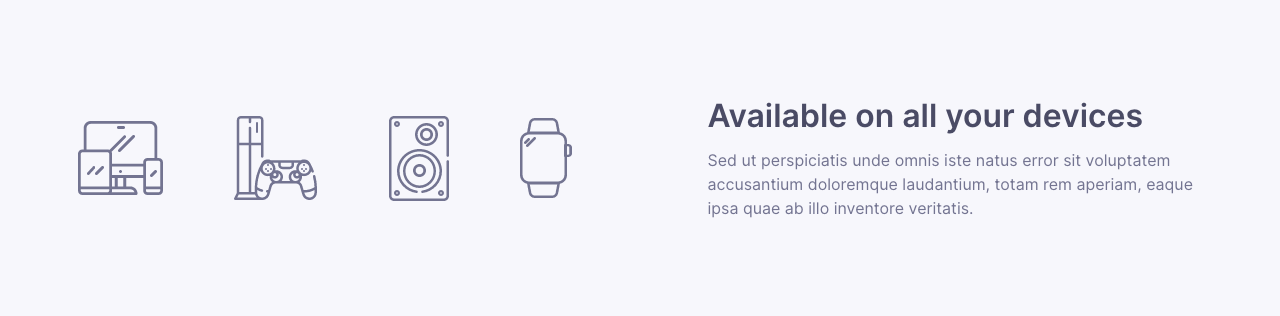 Available on all your devices
Sed ut perspiciatis unde omnis iste natus error sit voluptatem
accusantium doloremque laudantium, totam rem aperiam, eaque
ipsa quae ab illo inventore veritatis.